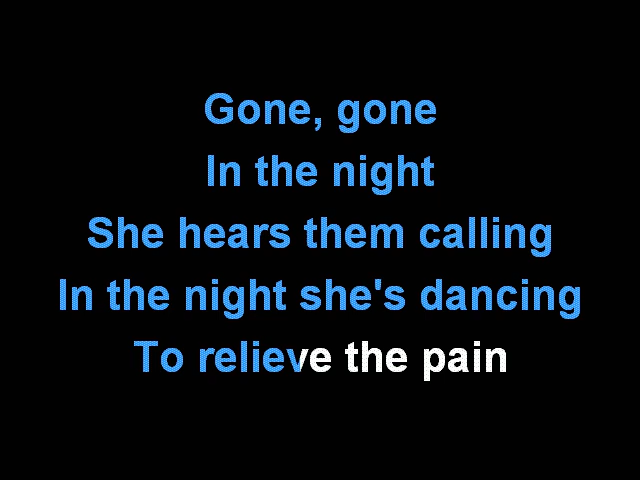 Gone, gone
In the night
She hears them calling
In the night she's dancing
To relieve the pain